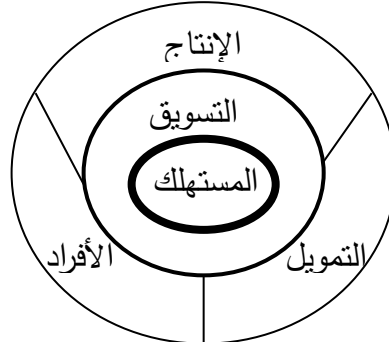 الإنتاج
التسويق
المستهلك
التمويل
الأفراد